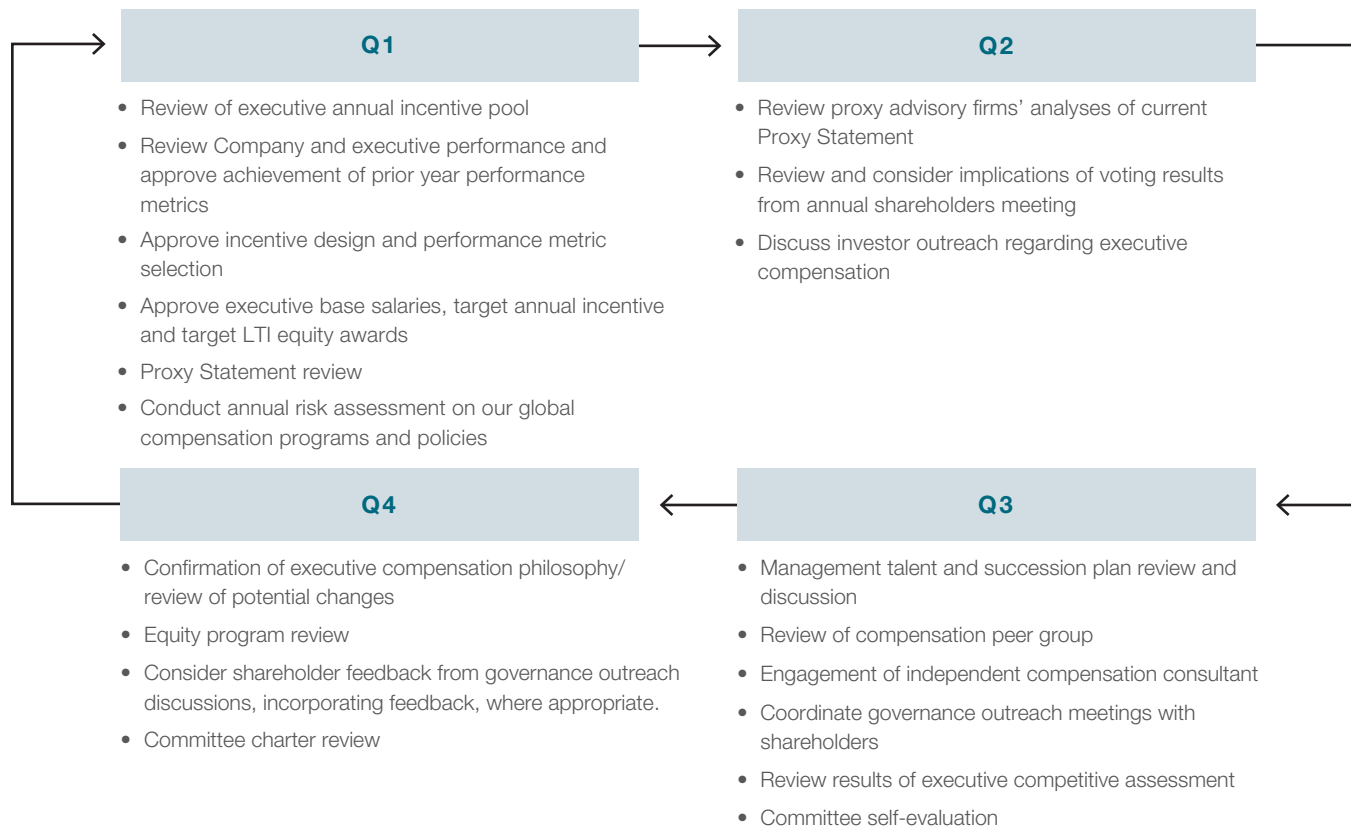 Q1
• Review of executive annual incentive pool
• Review Company and executive performance and
approve achievement of prior year performance
metrics
• Approve incentive design and performance metric
selection
• Approve executive base salaries, target annual incentive
and target LTI equity awards
• Proxy Statement review
• Conduct annual risk assessment on our global
compensation programs and policies
Q2
• Review proxy advisory firms’ analyses of current
Proxy Statement
• Review and consider implications of voting results
from annual shareholders meeting
• Discuss investor outreach regarding executive
compensation
Q3
• Management talent and succession plan review and
discussion
• Review of compensation peer group
• Engagement of independent compensation consultant
• Coordinate governance outreach meetings with
shareholders
• Review results of executive competitive assessment
• Committee self-evaluation
Q4
• Confirmation of executive compensation philosophy/
review of potential changes
• Equity program review
• Consider shareholder feedback from governance outreach
discussions, incorporating feedback, where appropriate.
• Committee charter review